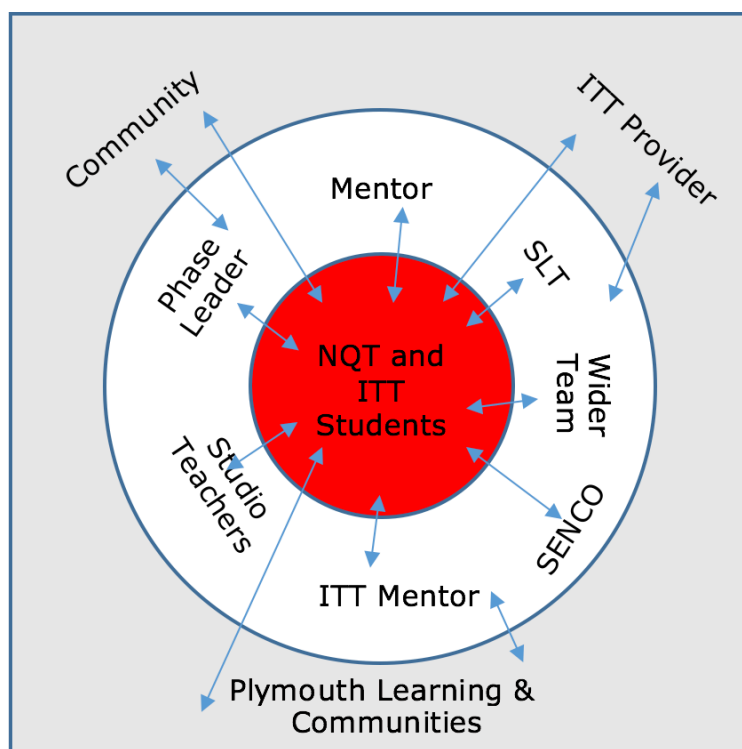 Community
ITT Provider
Mentor
SLT
Phase
Leader
NQT and
ITT
Students
Wider
Team
Studio
Teachers
SENCO
ITT Mentor
Plymouth Learning &
Communities